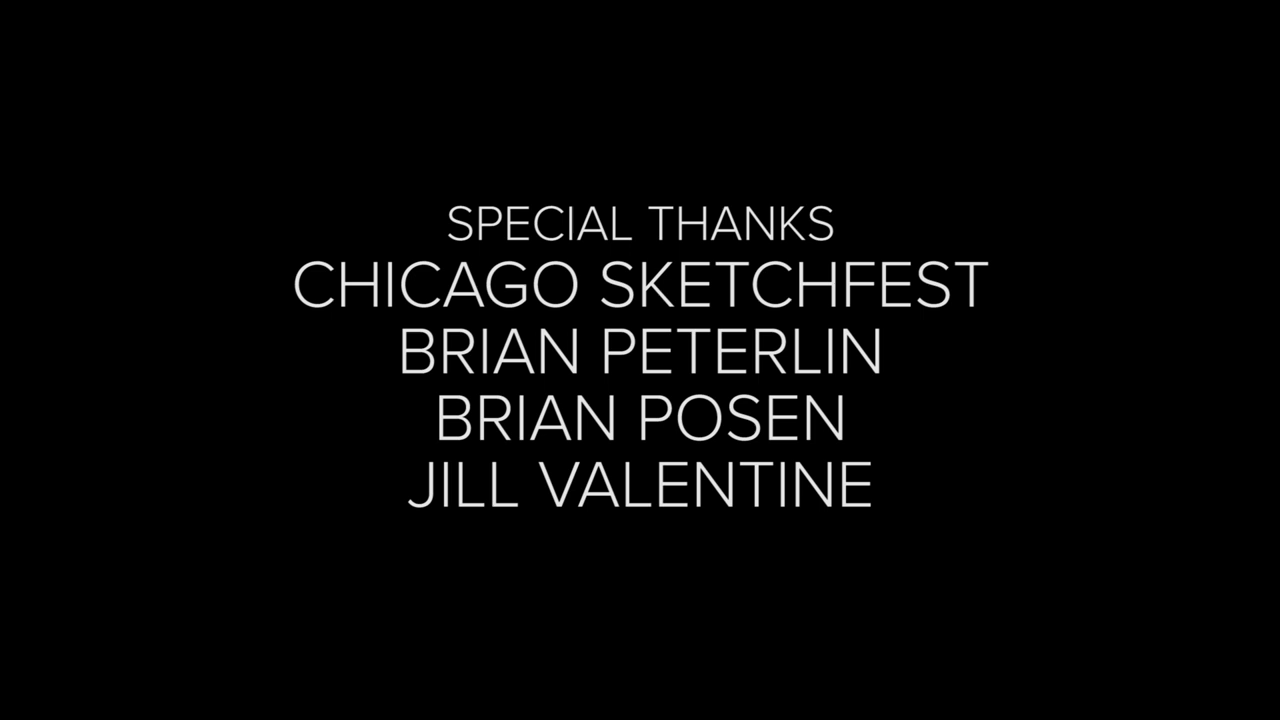 SPECIAL THANKS
CHICAGO SKETCHFEST
BRIAN PETERLIN
BRIAN POSEN
JILL VALENTINE